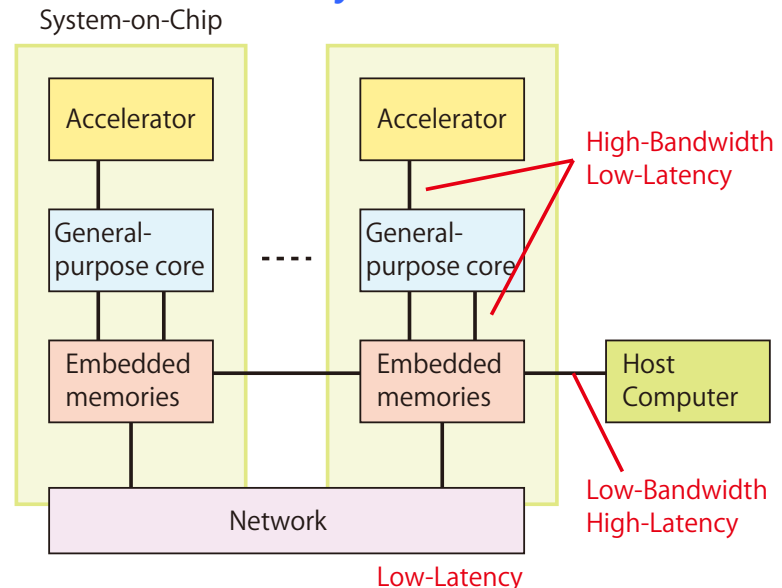 System-on-Chip
Accelerator
Accelerator
High-Bandwidth
Low-Latency
General-
purpose core
General-
purpose core
Embedded
memories
Embedded
memories
Host
Computer
Low-Bandwidth
High-Latency
Network
Low-Latency